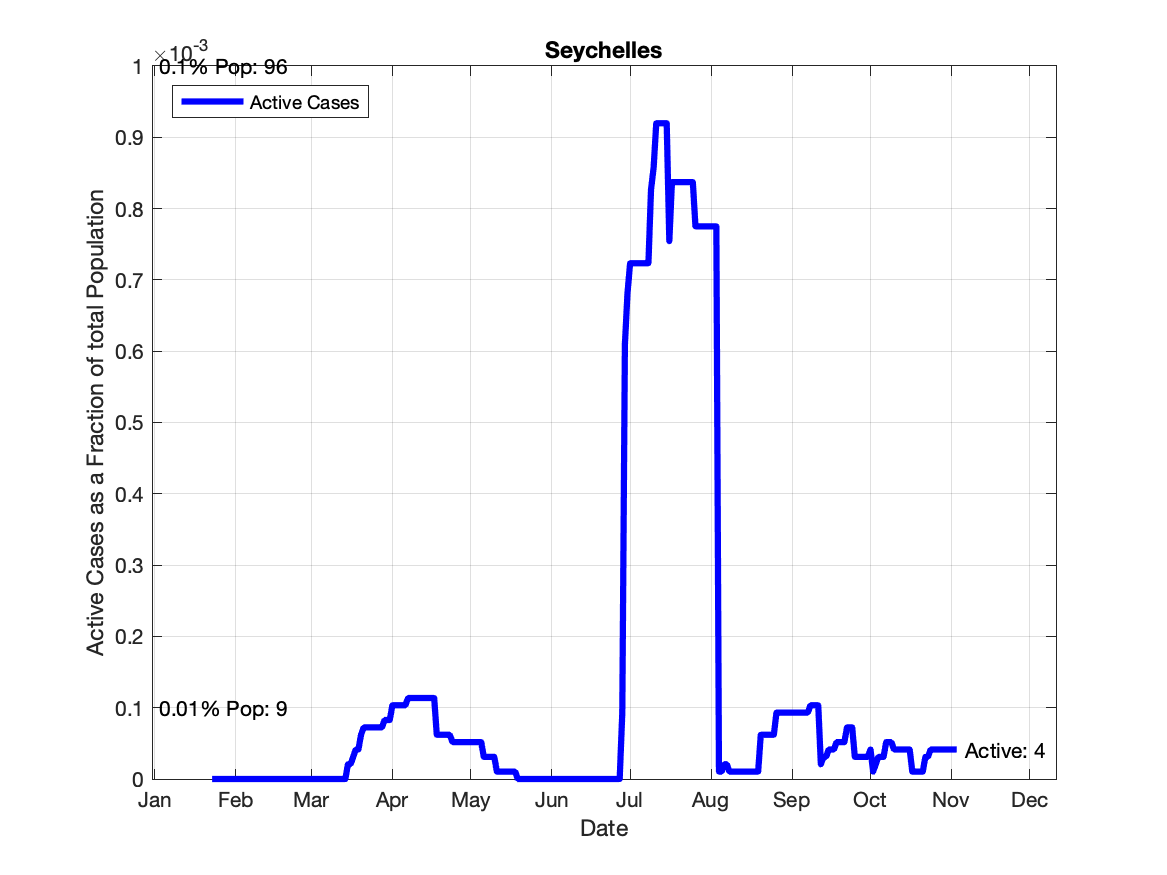 Seychelles
×10-3
0.1% Pop: 96
Active Cases
1
0.9
0.8
0.7
0.6
0.5
0.4
0.3
0.2
0.1
0
0.01% Pop: 9
Active: 4
Active Cases as a Fraction of total Population
Jan Feb Mar Apr May Jun Jul Aug Sep Oct Nov Dec
Date